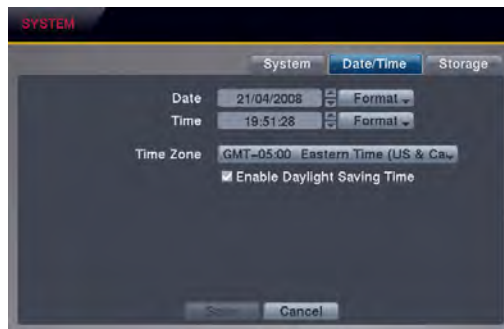 SYSTEM
System Date/Time Storage
Date 21/04/2008 Format
Time 19:51:28 Format
Time Zone GMT-05:00 Eastern Time (US & Ca
Enable Daylight Saving Time
Cancel